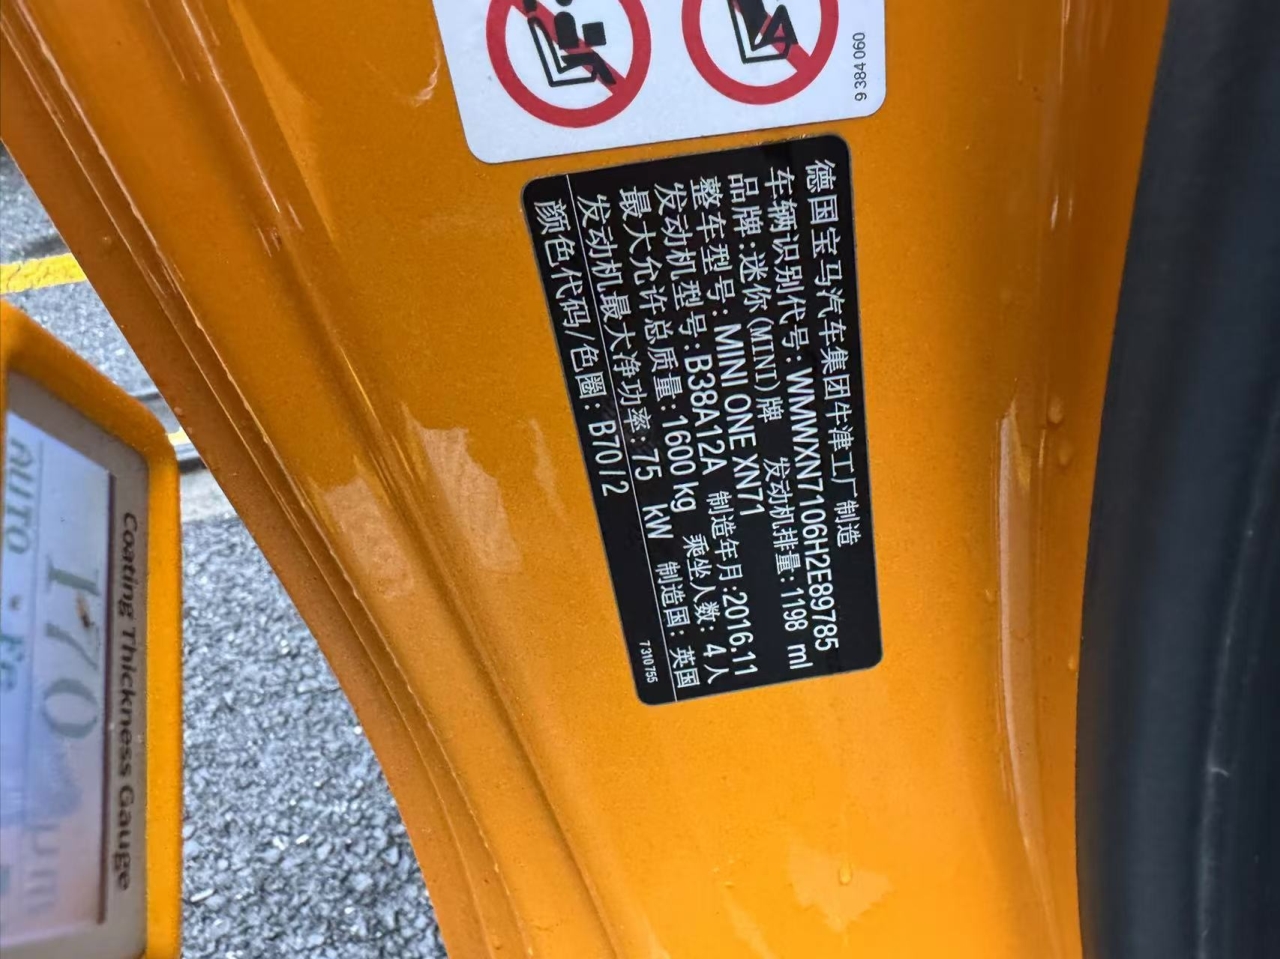 9 384 060
德国宝马汽车集团牛津工厂制造
车辆识别代号: WMWXN7106H2E89785
品牌:迷你(MINI)牌 发动机排量: 1198 ml
整车型号: MINI ONE XN71
发动机型号: B38A12A 制造年月:2016.11
最大允许总质量: 1600 kg 乘坐人数: 4人
发动机最大净功率: 75 kW 制造国: 英国
颜色代码/色圈: B70/2
7 310 755
Coating Thickness Gauge
170 um
AUTO Fe